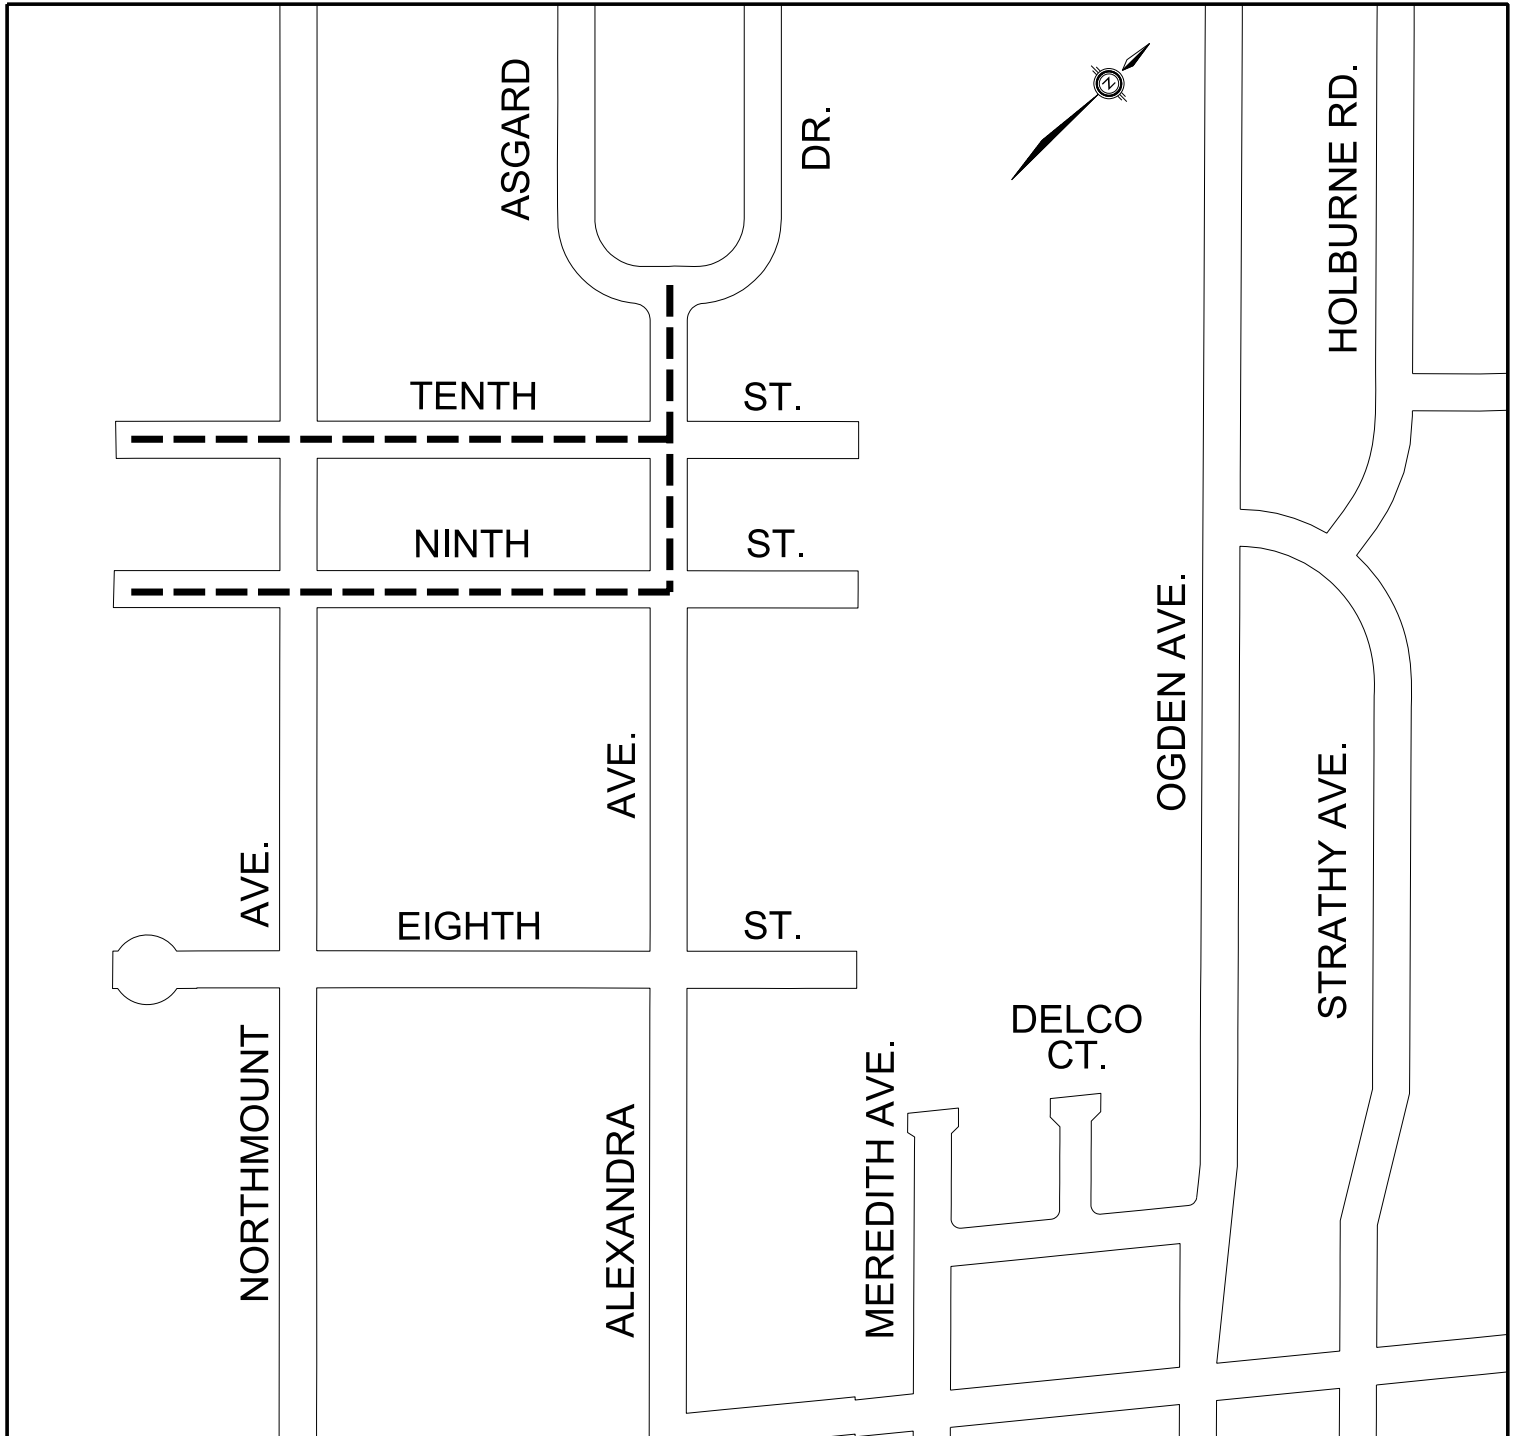 ASGARD
DR.
N
HOLBURNE RD.
TENTH ST.
NINTH ST.
OGDEN AVE.
AVE.
STRATHY AVE.
AVE.
EIGHTH ST.
DELCO
CT.
NORTHMOUNT
MEREDITH AVE.
ALEXANDRA